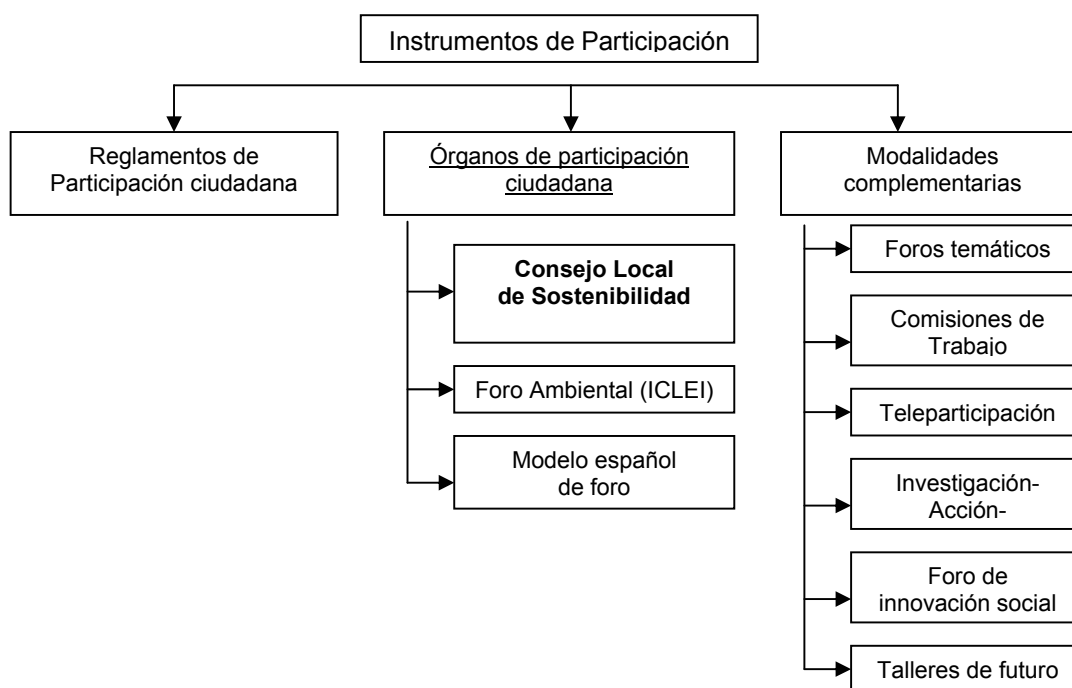 Instrumentos de Participación
Reglamentos de
Participación ciudadana
Órganos de participación
ciudadana
Consejo Local
de Sostenibilidad
Foro Ambiental (ICLEI)
Modelo español
de foro
Modalidades
complementarias
Foros temáticos
Comisiones de
Trabajo
Teleparticipación
Investigación-
Acción-
Foro de
innovación social
Talleres de futuro